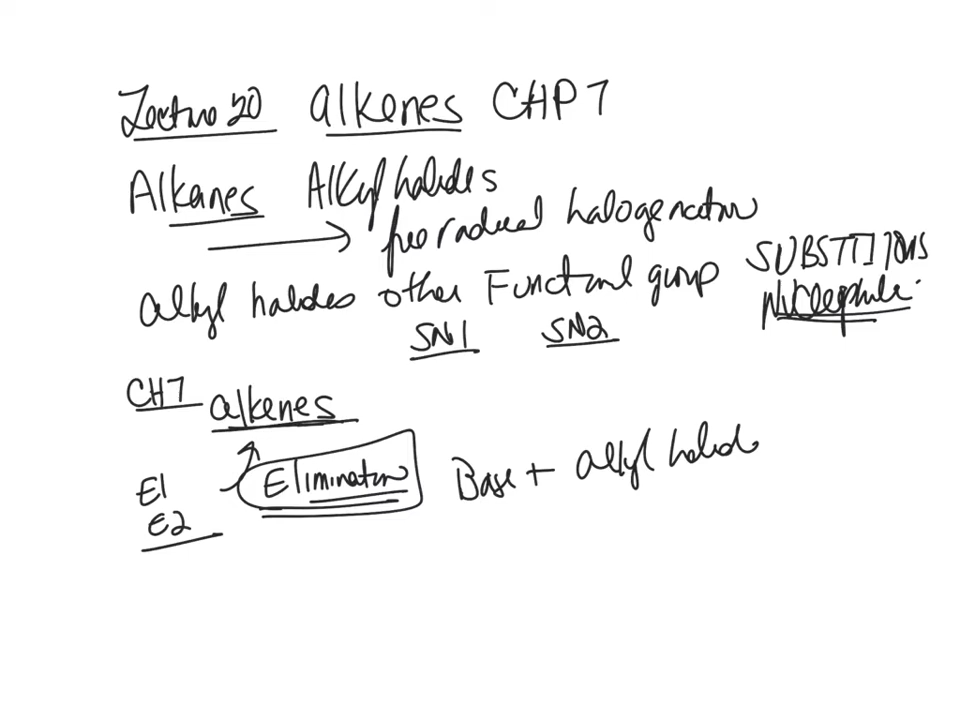 Lecture 20 alkenes CHP 7
Alkanes Alkyl halides
free radical halogenation
alkyl halides other Functional group SUBSTITIONS
Nucleophile
SN1 SN2
CH7 alkenes
E1 Elimination Base + alkyl halide
E2